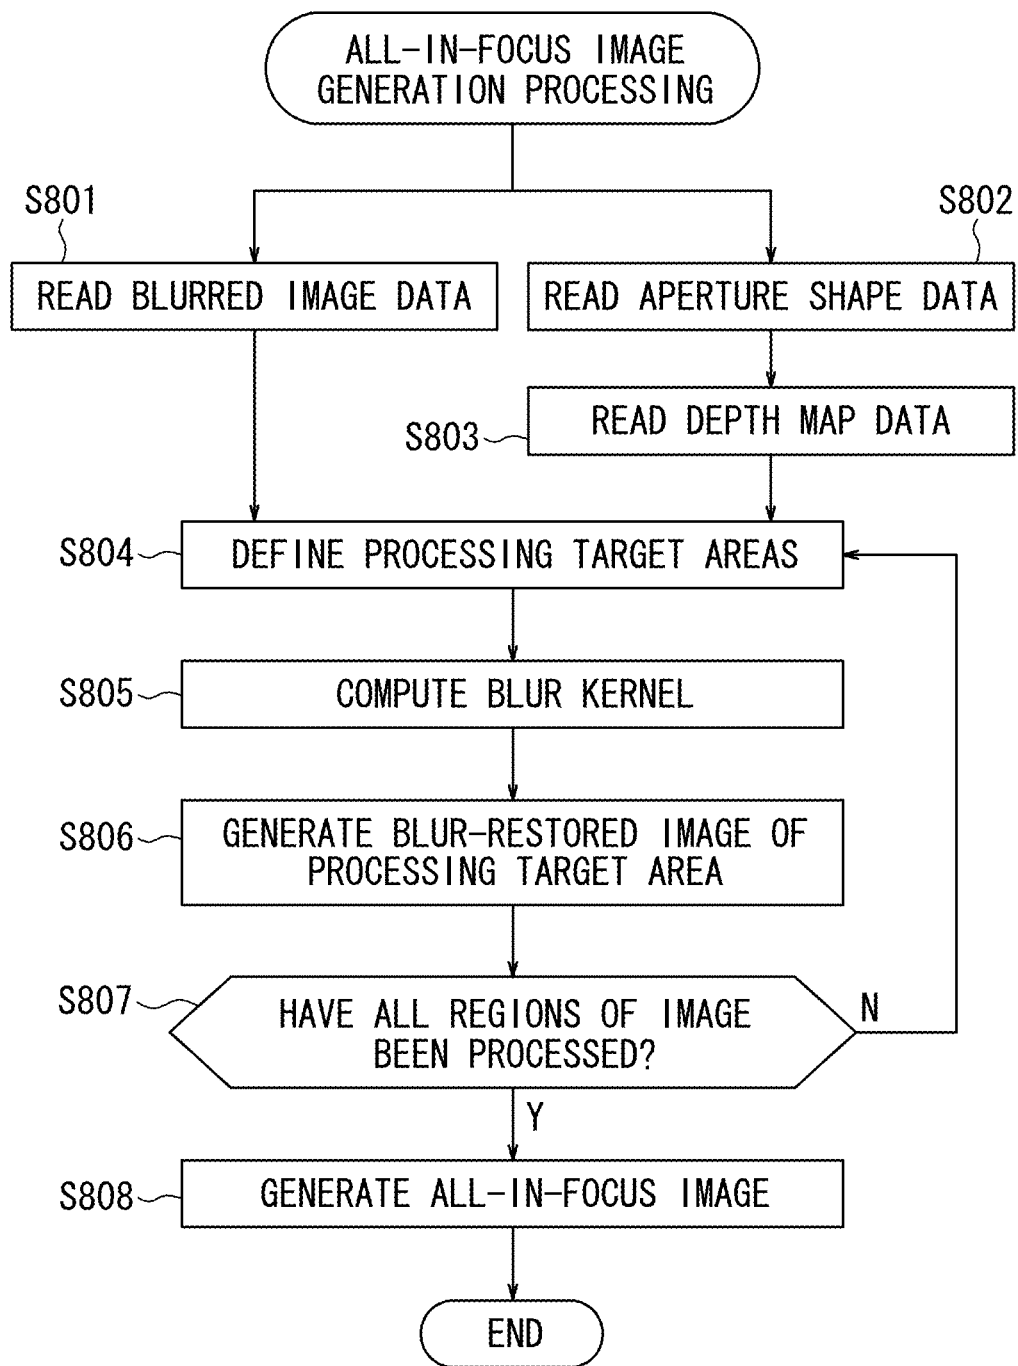 ALL-IN-FOCUS IMAGE
GENERATION PROCESSING
S801
S802
READ BLURRED IMAGE DATA
READ APERTURE SHAPE DATA
READ DEPTH MAP DATA
S803
S804
DEFINE PROCESSING TARGET AREAS
S805
COMPUTE BLUR KERNEL
S806
GENERATE BLUR-RESTORED IMAGE OF
PROCESSING TARGET AREA
S807
HAVE ALL REGIONS OF IMAGE
BEEN PROCESSED?
N
Y
S808
GENERATE ALL-IN-FOCUS IMAGE
END